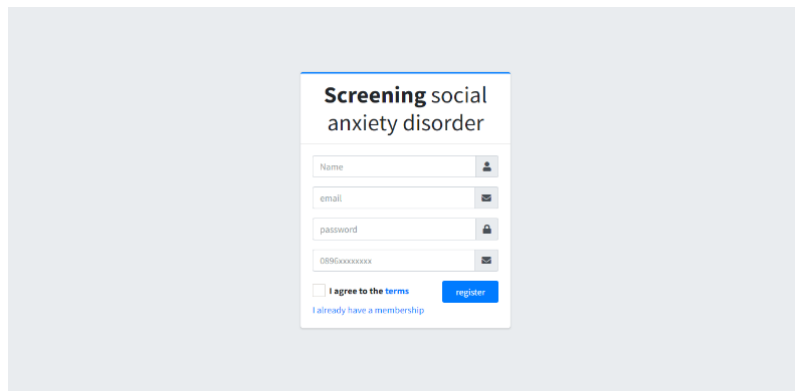 Screening social
anxiety disorder
Name
email
password
0896xxxxxxxx
I agree to the terms
register
I already have a membership